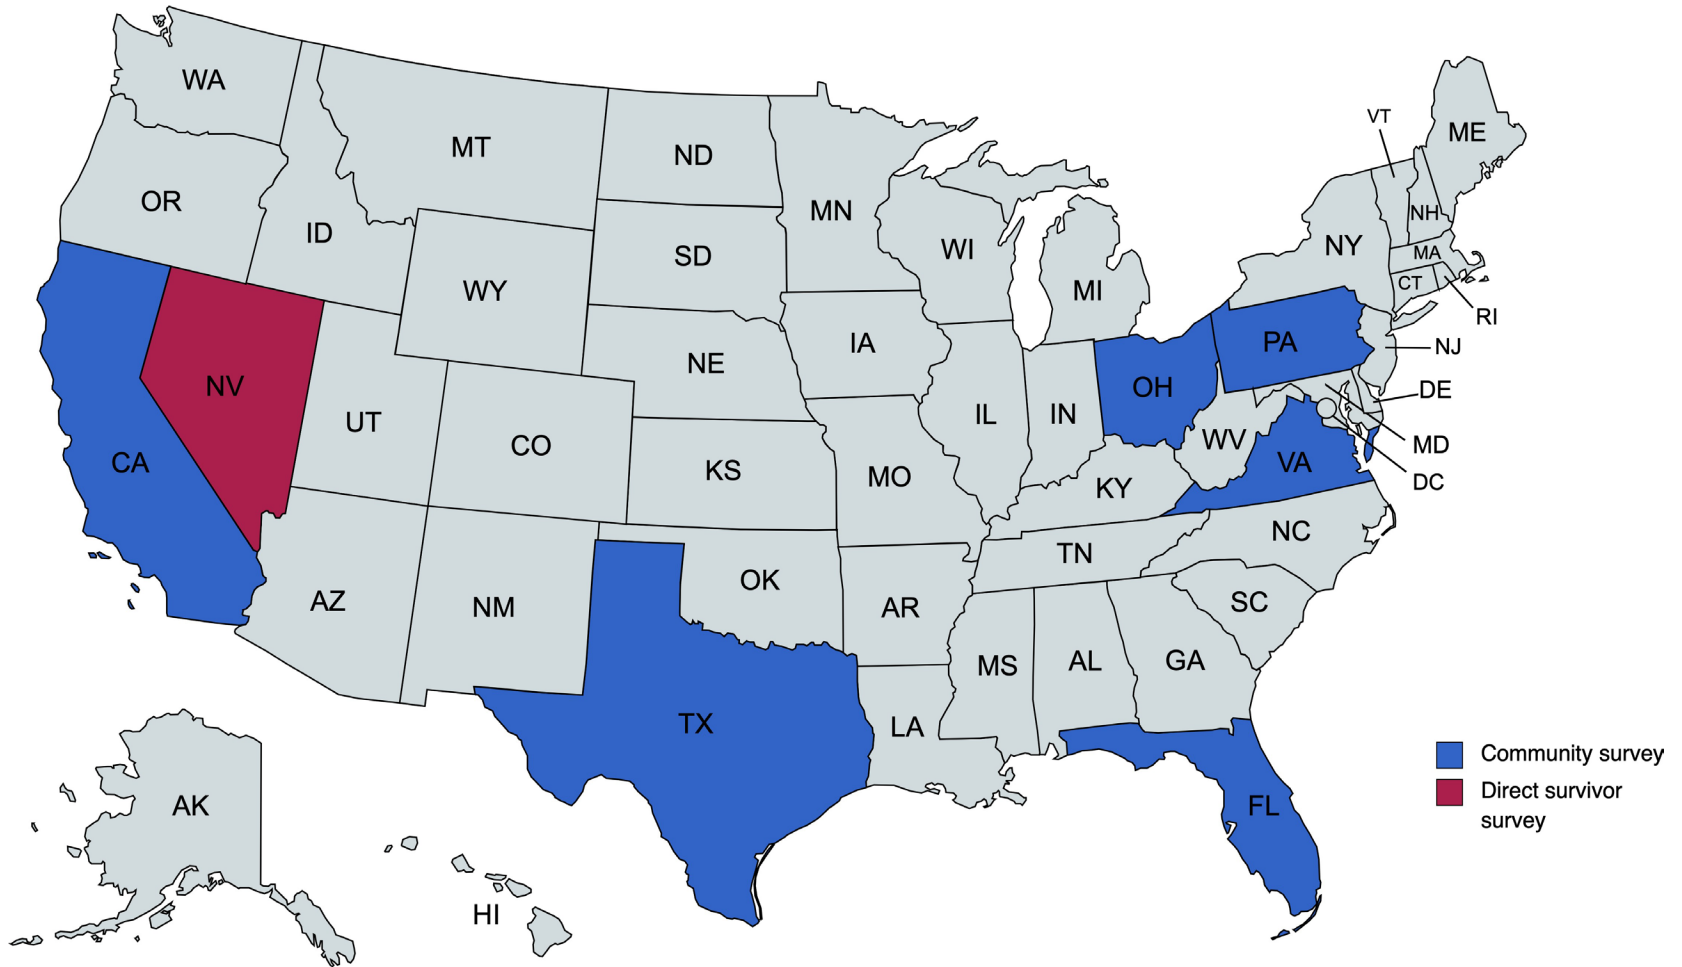 WA
MT
ND
MN
OR
ID
SD
WI
MI
WY
NE
IA
NV
UT
CO
KS
CA
MO
IL
IN
OH
PA
NY
VT
ME
NH
MA
CT
RI
NJ
DE
MD
DC
WV
VA
KY
NC
TN
SC
AZ
NM
OK
AR
TX
LA
MS
AL
GA
FL
AK
HI
Community survey
Direct survivor
survey